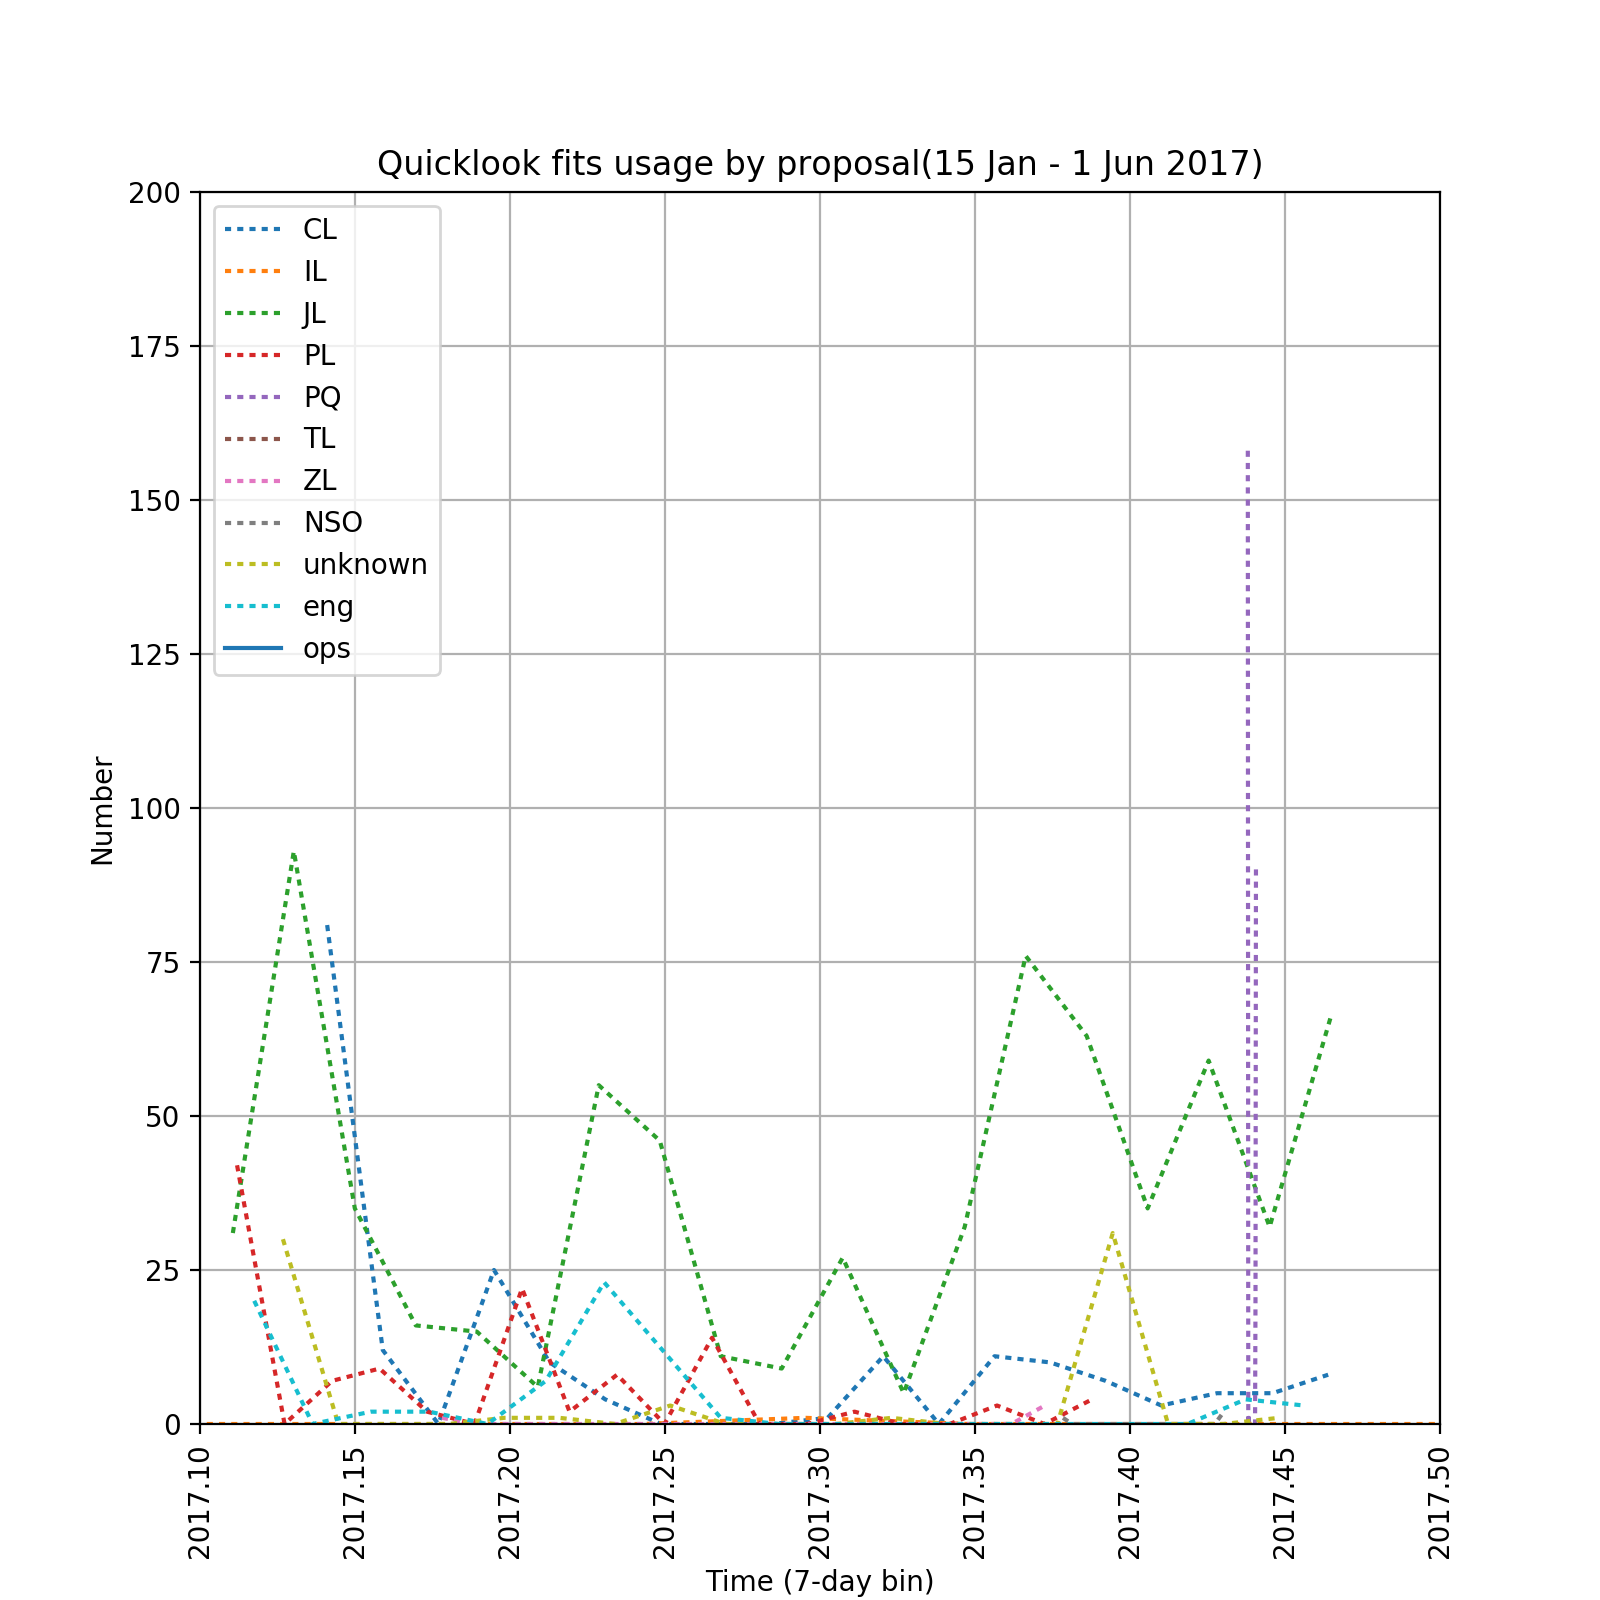 Quicklook fits usage by proposal(15 Jan - 1 Jun 2017)
200
175
150
125
100
75
50
25
0
CL
IL
JL
PL
PQ
TL
ZL
NSO
unknown
eng
ops
Number
2017.10
2017.15
2017.20
2017.25
2017.30
2017.35
2017.40
2017.45
2017.50
Time (7-day bin)